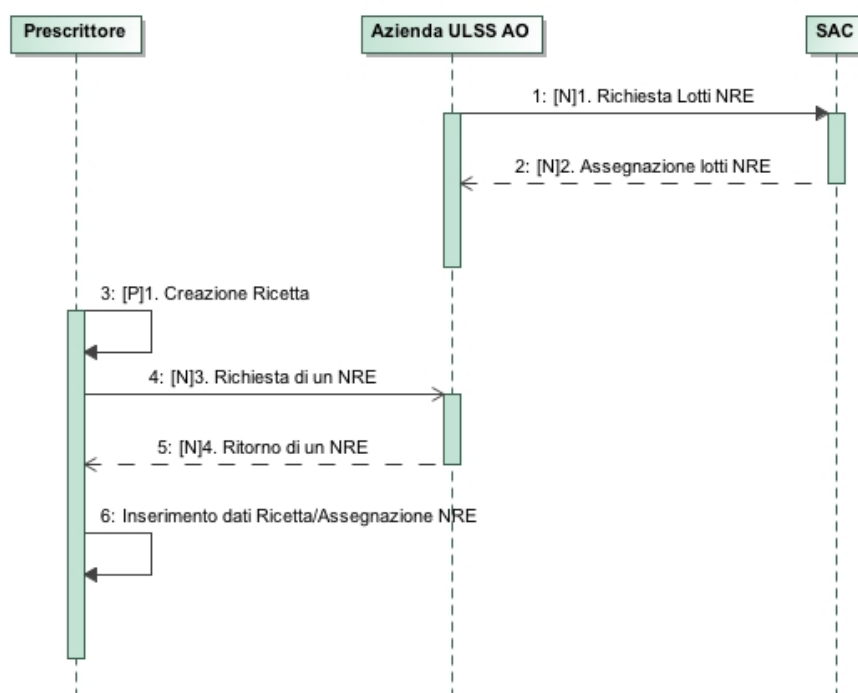 Prescrittore
Azienda ULSS AO
SAC
1: [N]1. Richiesta Lotti NRE
2: [N]2. Assegnazione lotti NRE
3: [P]1. Creazione Ricetta
4: [N]3. Richiesta di un NRE
5: [N]4. Ritorno di un NRE
6: Inserimento dati Ricetta/Assegnazione NRE